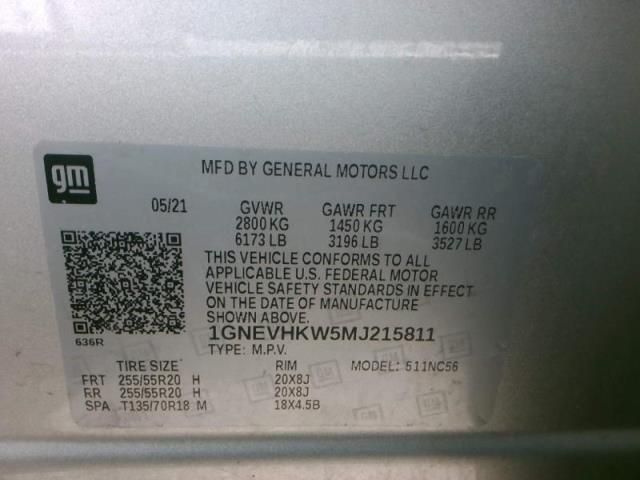 gm
MFD BY GENERAL MOTORS LLC
05/21 GVWR GAWR FRT GAWR RR
2800 KG 1450 KG 1600 KG
6173 LB 3196 LB 3527 LB
THIS VEHICLE CONFORMS TO ALL
APPLICABLE U.S. FEDERAL MOTOR
VEHICLE SAFETY STANDARDS IN EFFECT
ON THE DATE OF MANUFACTURE
SHOWN ABOVE.
636R
1GNEVHKW5MJ215811
TYPE: M.P.V.
TIRE SIZE RIM MODEL: 511NC56
FRT 255/55R20 H 20X8J
RR 255/55R20 H 20X8J
SPA T135/70R18 M 18X4.5B